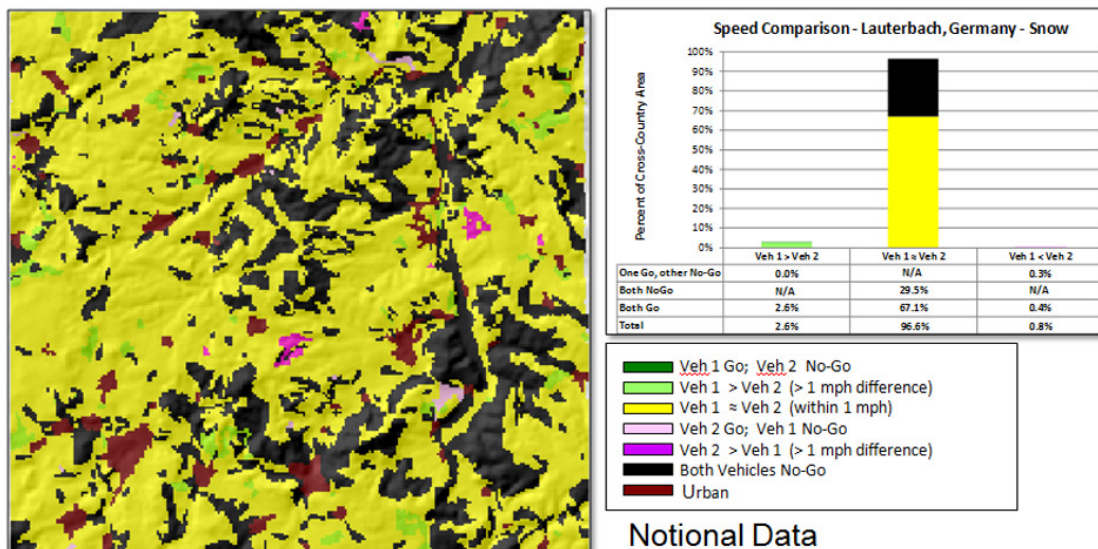 Speed Comparison - Lauterbach, Germany - Snow
100%
90%
80%
70%
60%
50%
40%
30%
20%
10%
0%
Percent of Cross-Country Area
Veh 1 > Veh 2 Veh 1 ≈ Veh 2 Veh 1 < Veh 2
One Go, other No-Go 0.0% N/A 0.3%
Both NoGo N/A 29.5% N/A
Both Go 2.6% 67.1% 0.4%
Total 2.6% 96.6% 0.8%
Veh 1 Go; Veh 2 No-Go
Veh 1 > Veh 2 (> 1 mph difference)
Veh 1 ≈ Veh 2 (within 1 mph)
Veh 2 Go; Veh 1 No-Go
Veh 2 > Veh 1 (> 1 mph difference)
Both Vehicles No-Go
Urban
Notional Data